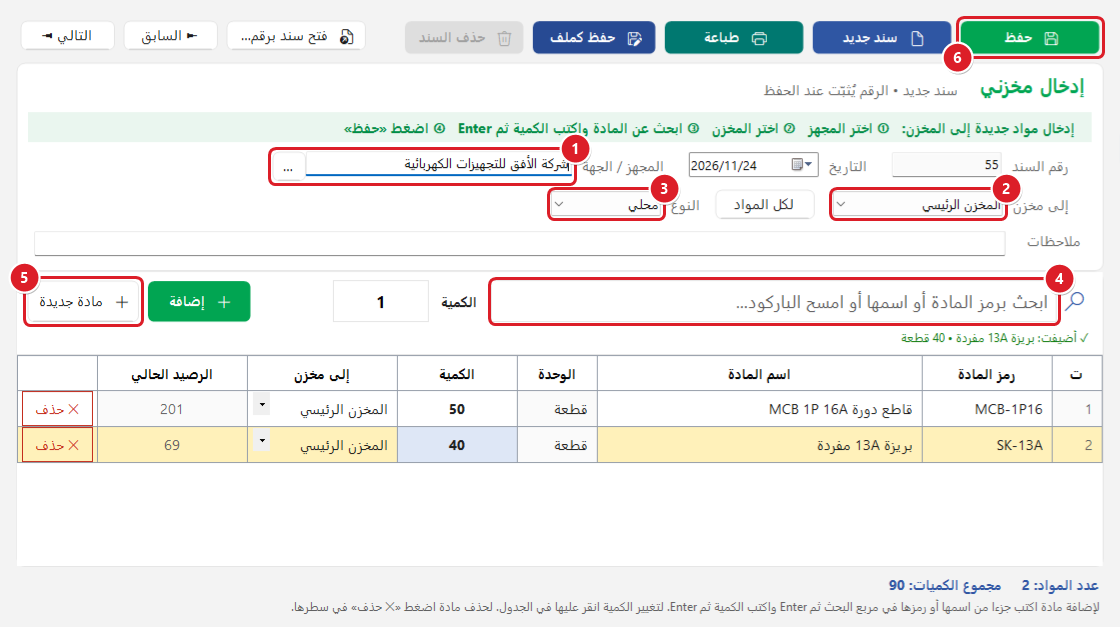 حفظ سند جديد طباعة حفظ كملف حذف السند فتح سند برقم... السابق التالي
6
إدخال مخزني سند جديد • الرقم يُثبّت عند الحفظ
إدخال مواد جديدة إلى المخزن: ① اختر المجهز ② اختر المخزن ③ ابحث عن المادة واكتب الكمية ثم Enter ④ اضغط «حفظ»
1
رقم السند 55 التاريخ 2026/11/24 المجهز / الجهة شركة الأفق للتجهيزات الكهربائية ...
2 3
إلى مخزن المخزن الرئيسي لكل المواد النوع محلي
ملاحظات
4 5
ابحث برمز المادة أو اسمها أو امسح الباركود... الكمية 1 + إضافة + مادة جديدة
✓ أضيفت: بريزة 13A مفردة • 40 قطعة
ت رمز المادة اسم المادة الوحدة الكمية إلى مخزن الرصيد الحالي
1 MCB-1P16 قاطع دورة MCB 1P 16A قطعة 50 المخزن الرئيسي 201 حذف
2 SK-13A بريزة 13A مفردة قطعة 40 المخزن الرئيسي 69 حذف
عدد المواد: 2 مجموع الكميات: 90
لإضافة مادة اكتب جزءا من اسمها أو رمزها في مربع البحث ثم Enter واكتب الكمية ثم Enter. لتغيير الكمية انقر عليها في الجدول. لحذف مادة اضغط «✕ حذف» في سطرها.